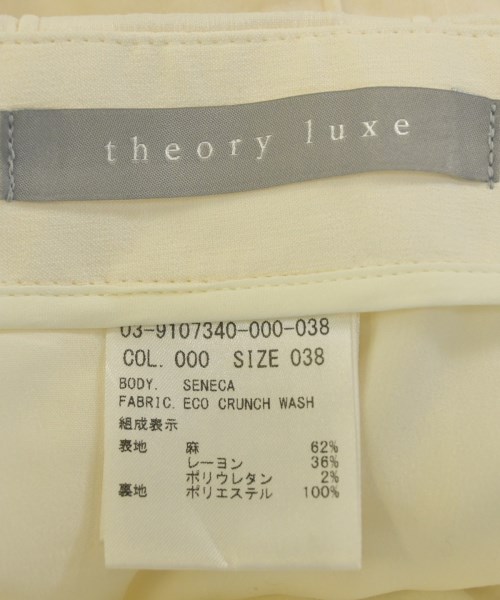 theory luxe
03-9107340-000-038
COL. 000 SIZE 038
BODY. SENECA
FABRIC. ECO CRUNCH WASH
組成表示
表地 麻 62%
レーヨン 36%
ポリウレタン 2%
裏地 ポリエステル 100%